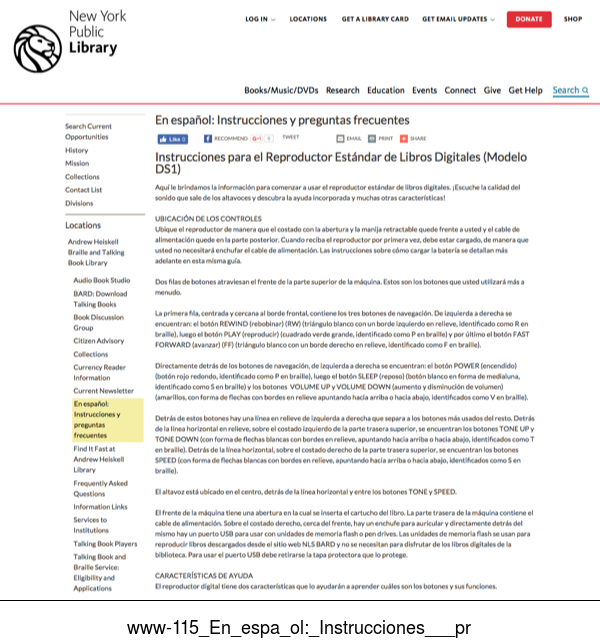 New York
Public
Library
LOG IN
LOCATIONS
GET A LIBRARY CARD
GET EMAIL UPDATES
DONATE
SHOP
Books/Music/DVDs Research Education Events Connect Give Get Help Search
Search Current
Opportunities
History
Mission
Collections
Contact List
Divisions
Locations
Andrew Heiskell
Braille and Talking
Book Library
Audio Book Studio
BARD: Download
Talking Books
Book Discussion
Group
Citizen Advisory
Collections
Currency Reader
Information
Current Newsletter
En español:
Instrucciones y
preguntas
frecuentes
Find It Fast at
Andrew Heiskell
Library
Frequently Asked
Questions
Information Links
Services to
Institutions
Talking Book Players
Talking Book and
Braille Service:
Eligibility and
Applications
En español: Instrucciones y preguntas frecuentes
Like 0
RECOMMEND
TWEET
EMAIL
PRINT
SHARE
Instrucciones para el Reproductor Estándar de Libros Digitales (Modelo
DS1)
Aquí le brindamos la información para comenzar a usar el reproductor estándar de libros digitales. ¡Escuche la calidad del
sonido que sale de los altavoces y descubra la ayuda incorporada y muchas otras características!
UBICACIÓN DE LOS CONTROLES
Ubique el reproductor de manera que el costado con la abertura y la manija retractable quede frente a usted y el cable de
alimentación quede en la parte posterior. Cuando reciba el reproductor por primera vez, debe estar cargado, de manera que
usted no necesitará enchufar el cable de alimentación. Las instrucciones sobre cómo cargar la batería se detallan más
adelante en esta misma guía.
Dos filas de botones atraviesan el frente de la parte superior de la máquina. Estos son los botones que usted utilizará más a
menudo.
La primera fila, centrada y cercana al borde frontal, contiene los tres botones de navegación. De izquierda a derecha se
encuentran: el botón REWIND (rebobinar) (RW) (triángulo blanco con un borde izquierdo en relieve, identificado como R en
braille), luego el botón PLAY (reproducir) (cuadrado verde grande, identificado como P en braille) y por último el botón FAST
FORWARD (avanzar) (FF) (triángulo blanco con un borde derecho en relieve, identificado como F en braille).
Directamente detrás de los botones de navegación, de izquierda a derecha se encuentran: el botón POWER (encendido)
(botón rojo redondo, identificado como P en braille), luego el botón SLEEP (reposo) (botón blanco en forma de medialuna,
identificado como S en braille) y los botones VOLUME UP y VOLUME DOWN (aumento y disminución de volumen)
(amarillos, con forma de flechas con bordes en relieve apuntando hacia arriba o hacia abajo, identificados como V en braille).
Detrás de estos botones hay una línea en relieve de izquierda a derecha que separa a los botones más usados del resto. Detrás
de la línea horizontal en relieve, sobre el costado izquierdo de la parte trasera superior, se encuentran los botones TONE UP y
TONE DOWN (con forma de flechas blancas con bordes en relieve, apuntando hacia arriba o hacia abajo, identificados como T
en braille). Detrás de la línea horizontal, sobre el costado derecho de la parte trasera superior, se encuentran los botones
SPEED (con forma de flechas blancas con bordes en relieve, apuntando hacia arriba o hacia abajo, identificados como S en
braille).
El altavoz está ubicado en el centro, detrás de la línea horizontal y entre los botones TONE y SPEED.
El frente de la máquina tiene una abertura en la cual se inserta el cartucho del libro. La parte trasera de la máquina contiene el
cable de alimentación. Sobre el costado derecho, cerca del frente, hay un enchufe para auricular y directamente detrás del
mismo hay un puerto USB para usar con unidades de memoria flash o pen drives. Las unidades de memoria flash se usan para
reproducir libros descargados desde el sitio web NLS BARD y no se necesitan para disfrutar de los libros digitales de la
biblioteca. Para usar el puerto USB debe retirarse la tapa protectora que lo protege.
CARACTERÍSTICAS DE AYUDA
El reproductor digital tiene dos características que lo ayudarán a aprender cuáles son los botones y sus funciones.
www-115_En_espa_ol:_Instrucciones___pr